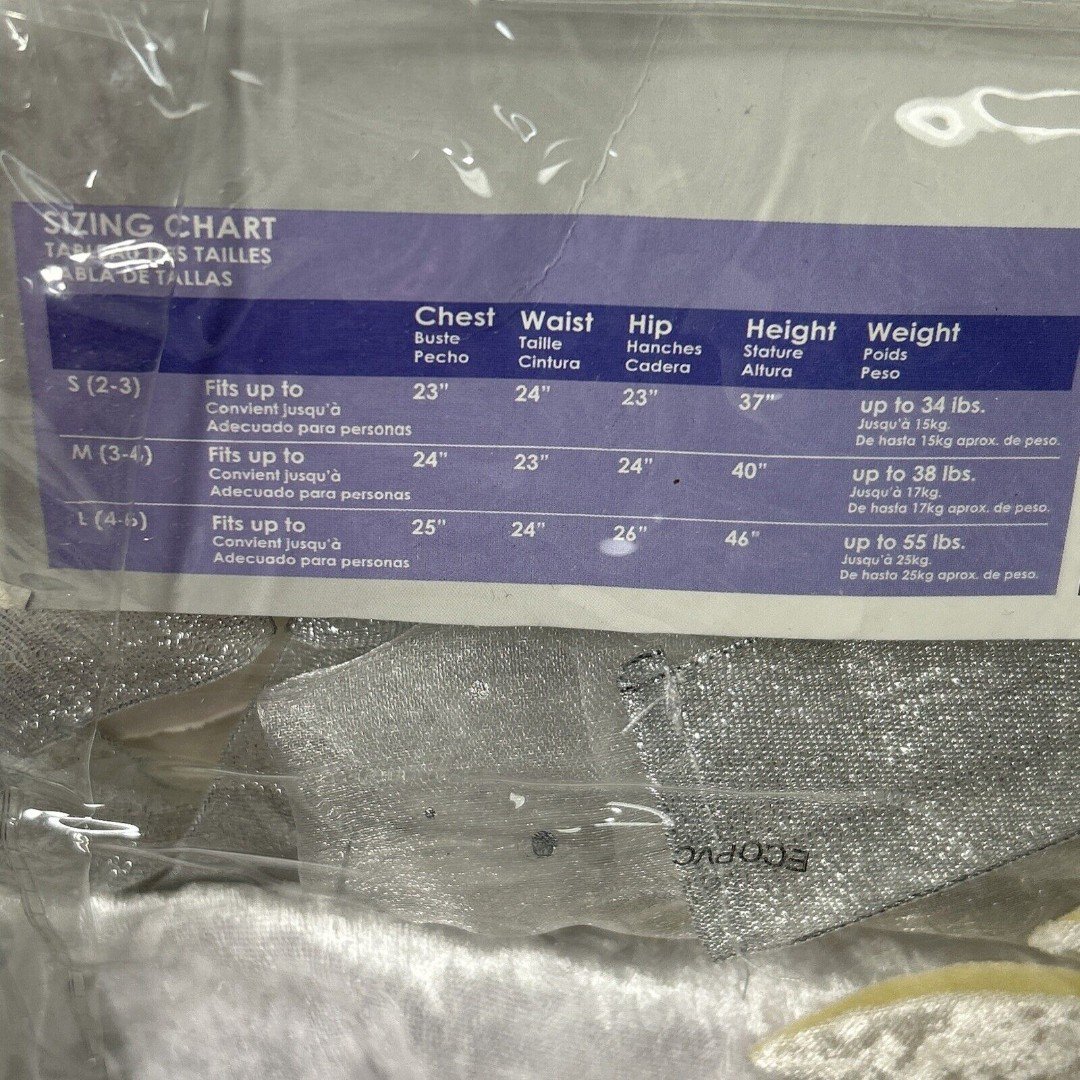 SIZING CHART
TABLEAU DES TAILLES
TABLA DE TALLAS
Chest Waist Hip Height Weight
Buste Taille Hanches Stature Poids
Pecho Cintura Cadera Altura Peso
S (2-3) Fits up to 23" 24" 23" 37" up to 34 lbs.
Convient jusqu'à Jusqu'à 15kg.
Adecuado para personas De hasta 15kg aprox. de peso.
M (3-4) Fits up to 24" 23" 24" 40" up to 38 lbs.
Convient jusqu'à Jusqu'à 17kg.
Adecuado para personas De hasta 17kg aprox. de peso.
L (4-6) Fits up to 25" 24" 26" 46" up to 55 lbs.
Convient jusqu'à Jusqu'à 25kg.
Adecuado para personas De hasta 25kg aprox. de peso.